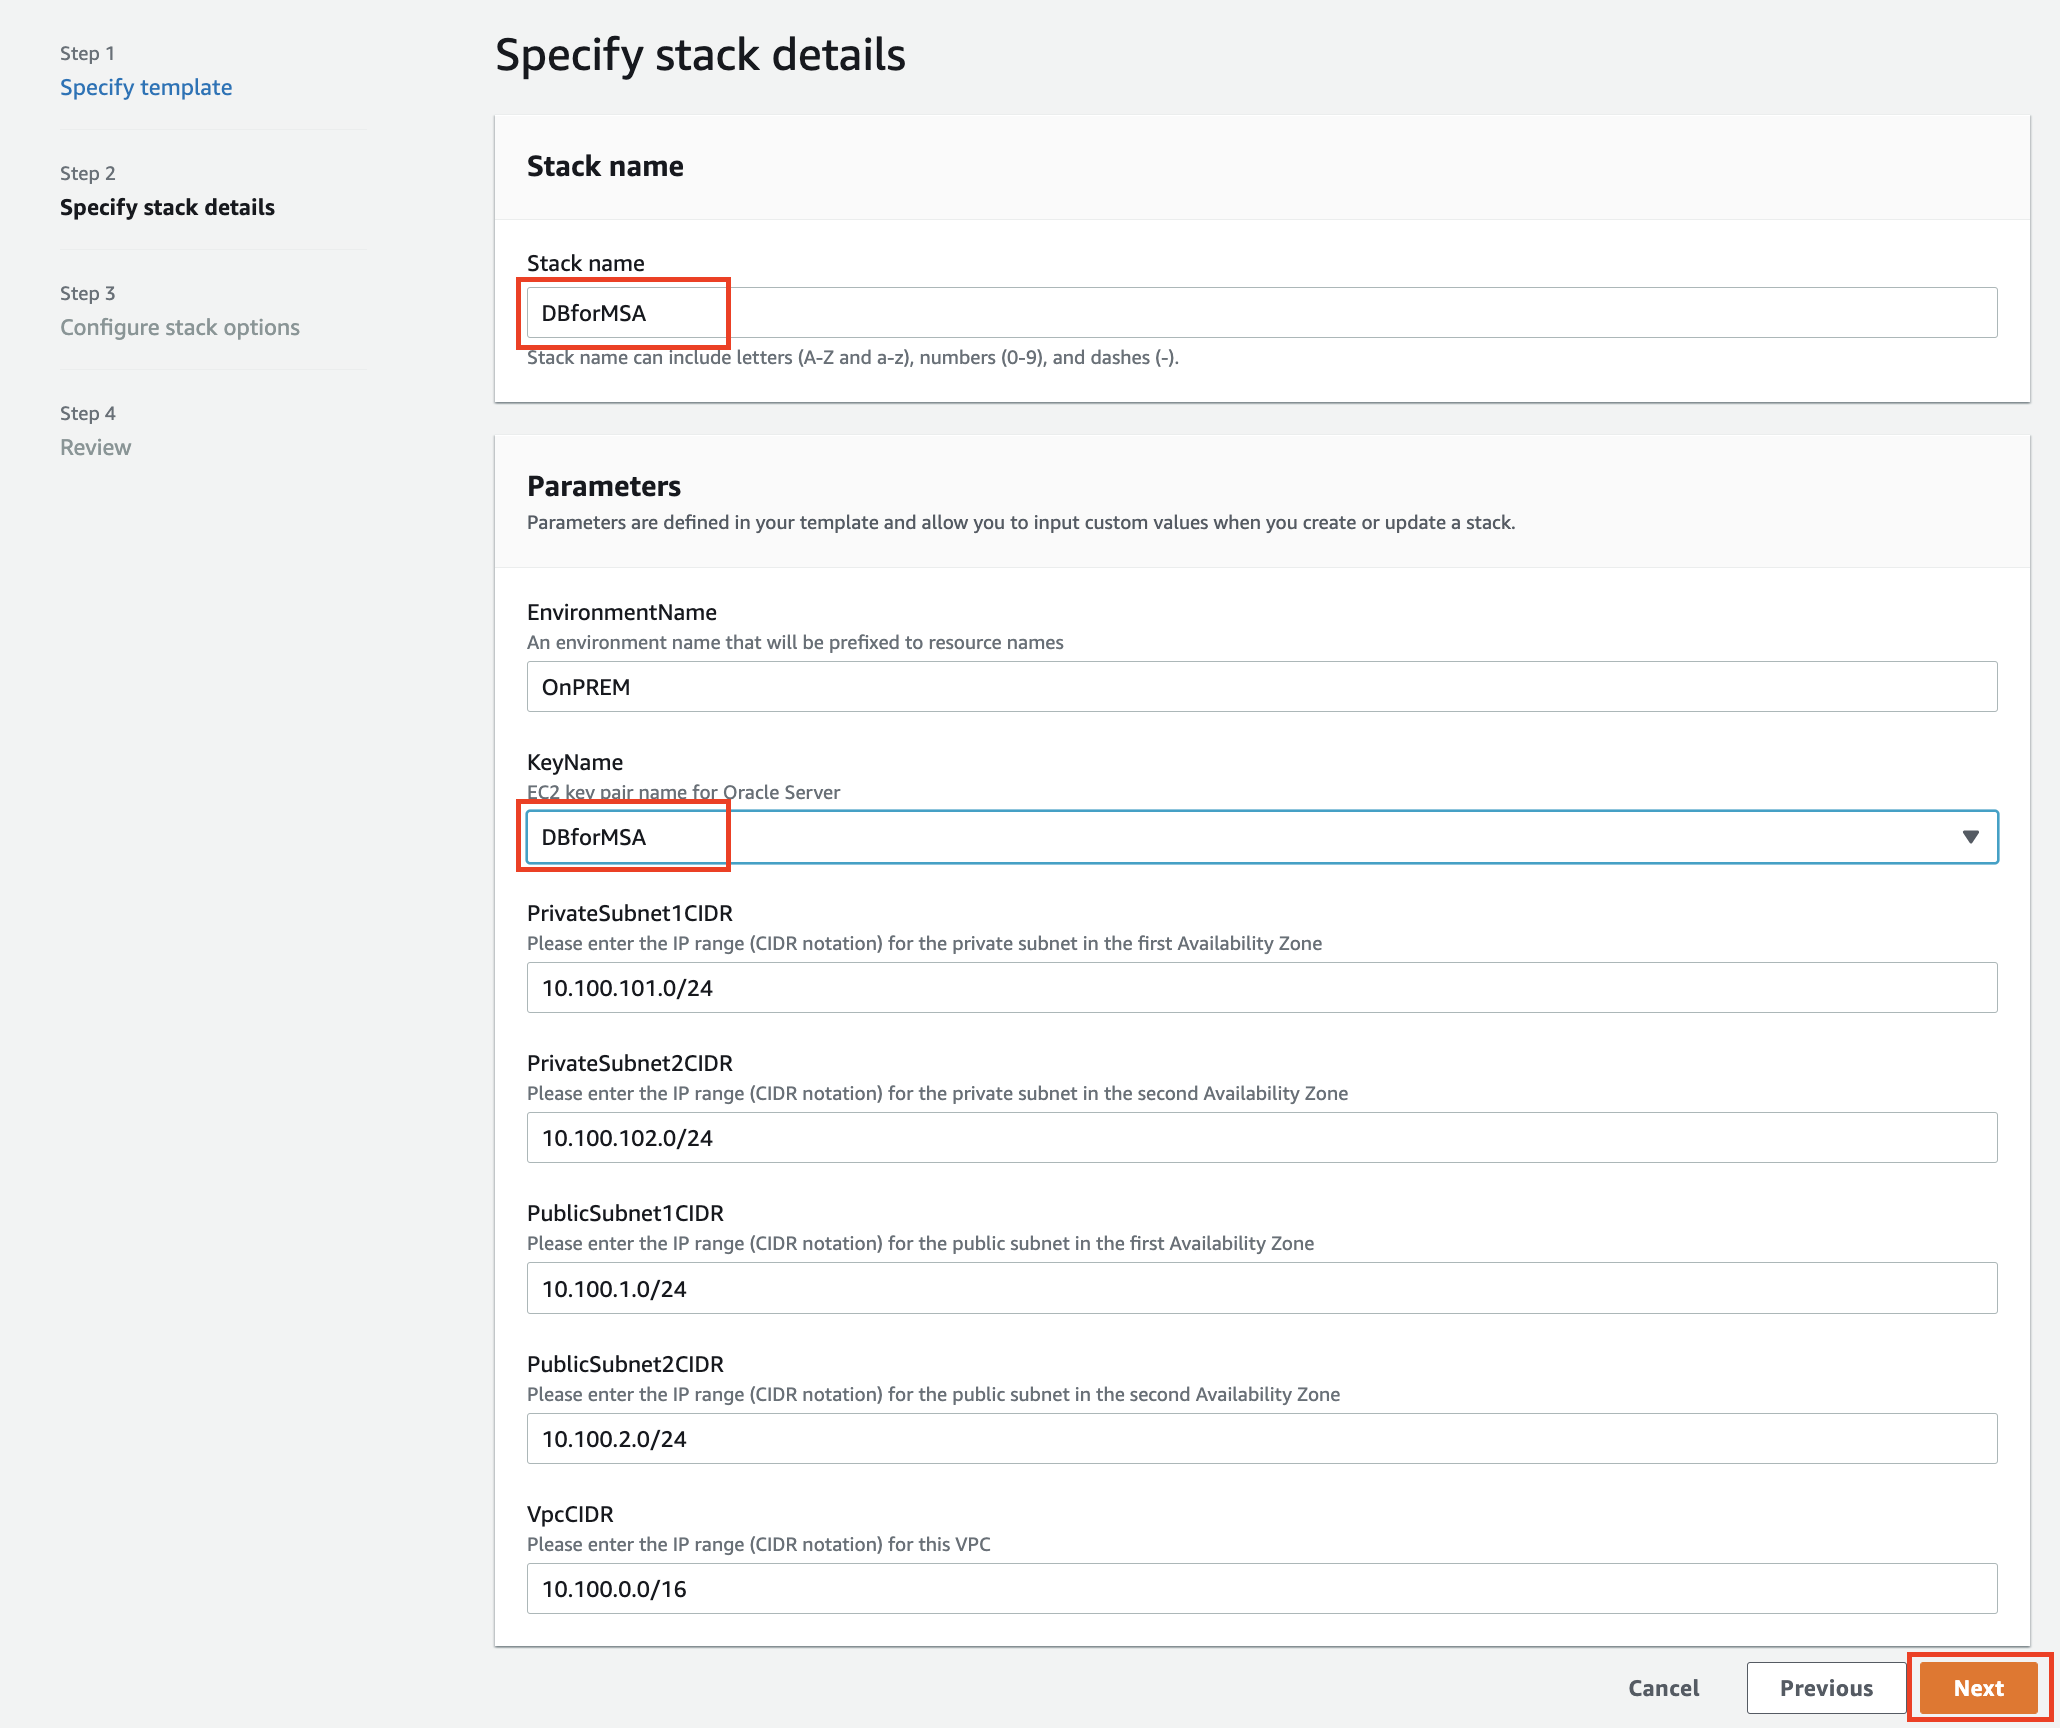 Step 1
Specify template
Step 2
Specify stack details
Step 3
Configure stack options
Step 4
Review
Specify stack details
Stack name
Stack name
DBforMSA
Stack name can include letters (A-Z and a-z), numbers (0-9), and dashes (-).
Parameters
Parameters are defined in your template and allow you to input custom values when you create or update a stack.
EnvironmentName
An environment name that will be prefixed to resource names
OnPREM
KeyName
EC2 key pair name for Oracle Server
DBforMSA
PrivateSubnet1CIDR
Please enter the IP range (CIDR notation) for the private subnet in the first Availability Zone
10.100.101.0/24
PrivateSubnet2CIDR
Please enter the IP range (CIDR notation) for the private subnet in the second Availability Zone
10.100.102.0/24
PublicSubnet1CIDR
Please enter the IP range (CIDR notation) for the public subnet in the first Availability Zone
10.100.1.0/24
PublicSubnet2CIDR
Please enter the IP range (CIDR notation) for the public subnet in the second Availability Zone
10.100.2.0/24
VpcCIDR
Please enter the IP range (CIDR notation) for this VPC
10.100.0.0/16
Cancel
Previous
Next